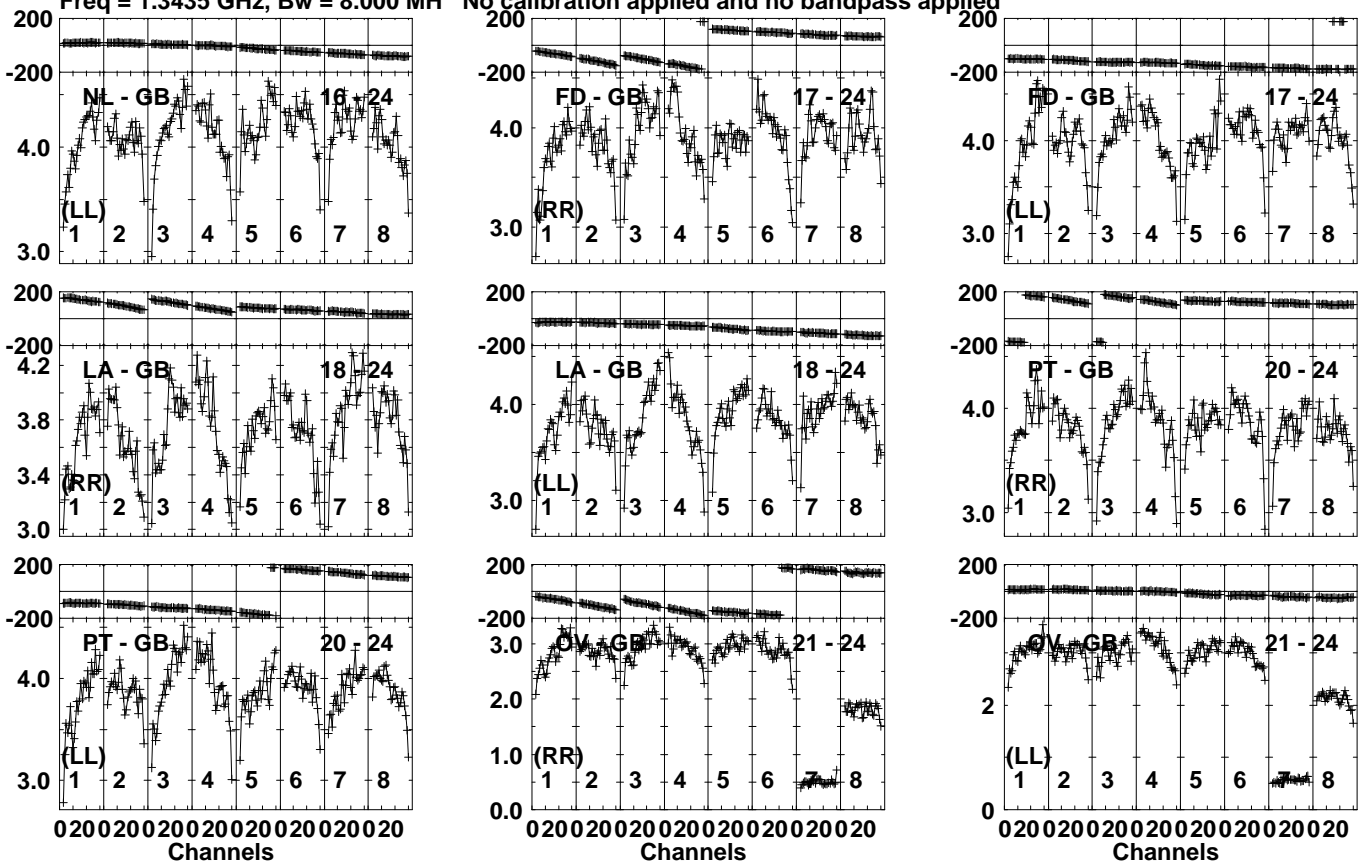 Freq = 1.3435 GHz, Bw = 8.000 MH No calibration applied and no bandpass applied
200 200 200
-200 -200 -200
NL - GB 16 - 24 FD - GB 17 - 24 FD - GB 17 - 24
4.0 4.0 4.0
(LL) (RR) (LL)
3.0 3.0 3.0
1 2 3 4 5 6 7 8 1 2 3 4 5 6 7 8 1 2 3 4 5 6 7 8
200 200 200
-200 -200 -200
LA - GB 18 - 24 LA - GB 18 - 24 PT - GB 20 - 24
4.2
3.8 4.0 4.0
3.4
(RR) (LL) (RR)
3.0 3.0 3.0
1 2 3 4 5 6 7 8 1 2 3 4 5 6 7 8 1 2 3 4 5 6 7 8
200 200 200
-200 -200 -200
PT - GB 20 - 24 OV - GB 21 - 24 OV - GB 21 - 24
4.0 3.0
2.0 2
(LL) (RR) (LL)
3.0 1.0
1 2 3 4 5 6 7 8 1 2 3 4 5 6 7 8 1 2 3 4 5 6 7 8
0.0 0
0 20 0 20 0 20 0 20 0 20 0 20 0 20 0 20 0 20 0 20 0 20 0 20 0 20 0 20 0 20 0 20 0 20 0 20 0 20 0 20 0 20 0 20 0 20 0 20
Channels Channels Channels